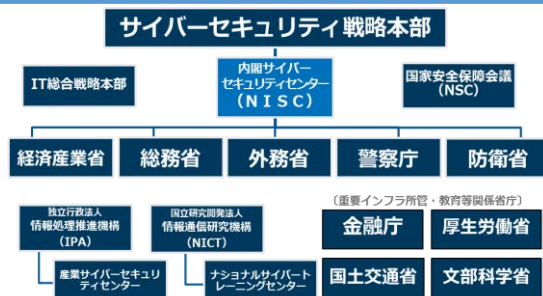 サイバーセキュリティ戦略本部
IT総合戦略本部
内閣サイバー
セキュリティセンター
(NISC)
国家安全保障会議
(NSC)
経済産業省
総務省
外務省
警察庁
防衛省
独立行政法人
情報処理推進機構
(IPA)
国立研究開発法人
情報通信研究機構
(NICT)
産業サイバーセキュリ
ティセンター
ナショナルサイバート
レーニングセンター
〔重要インフラ所管・教育等関係省庁〕
金融庁
厚生労働省
国土交通省
文部科学省